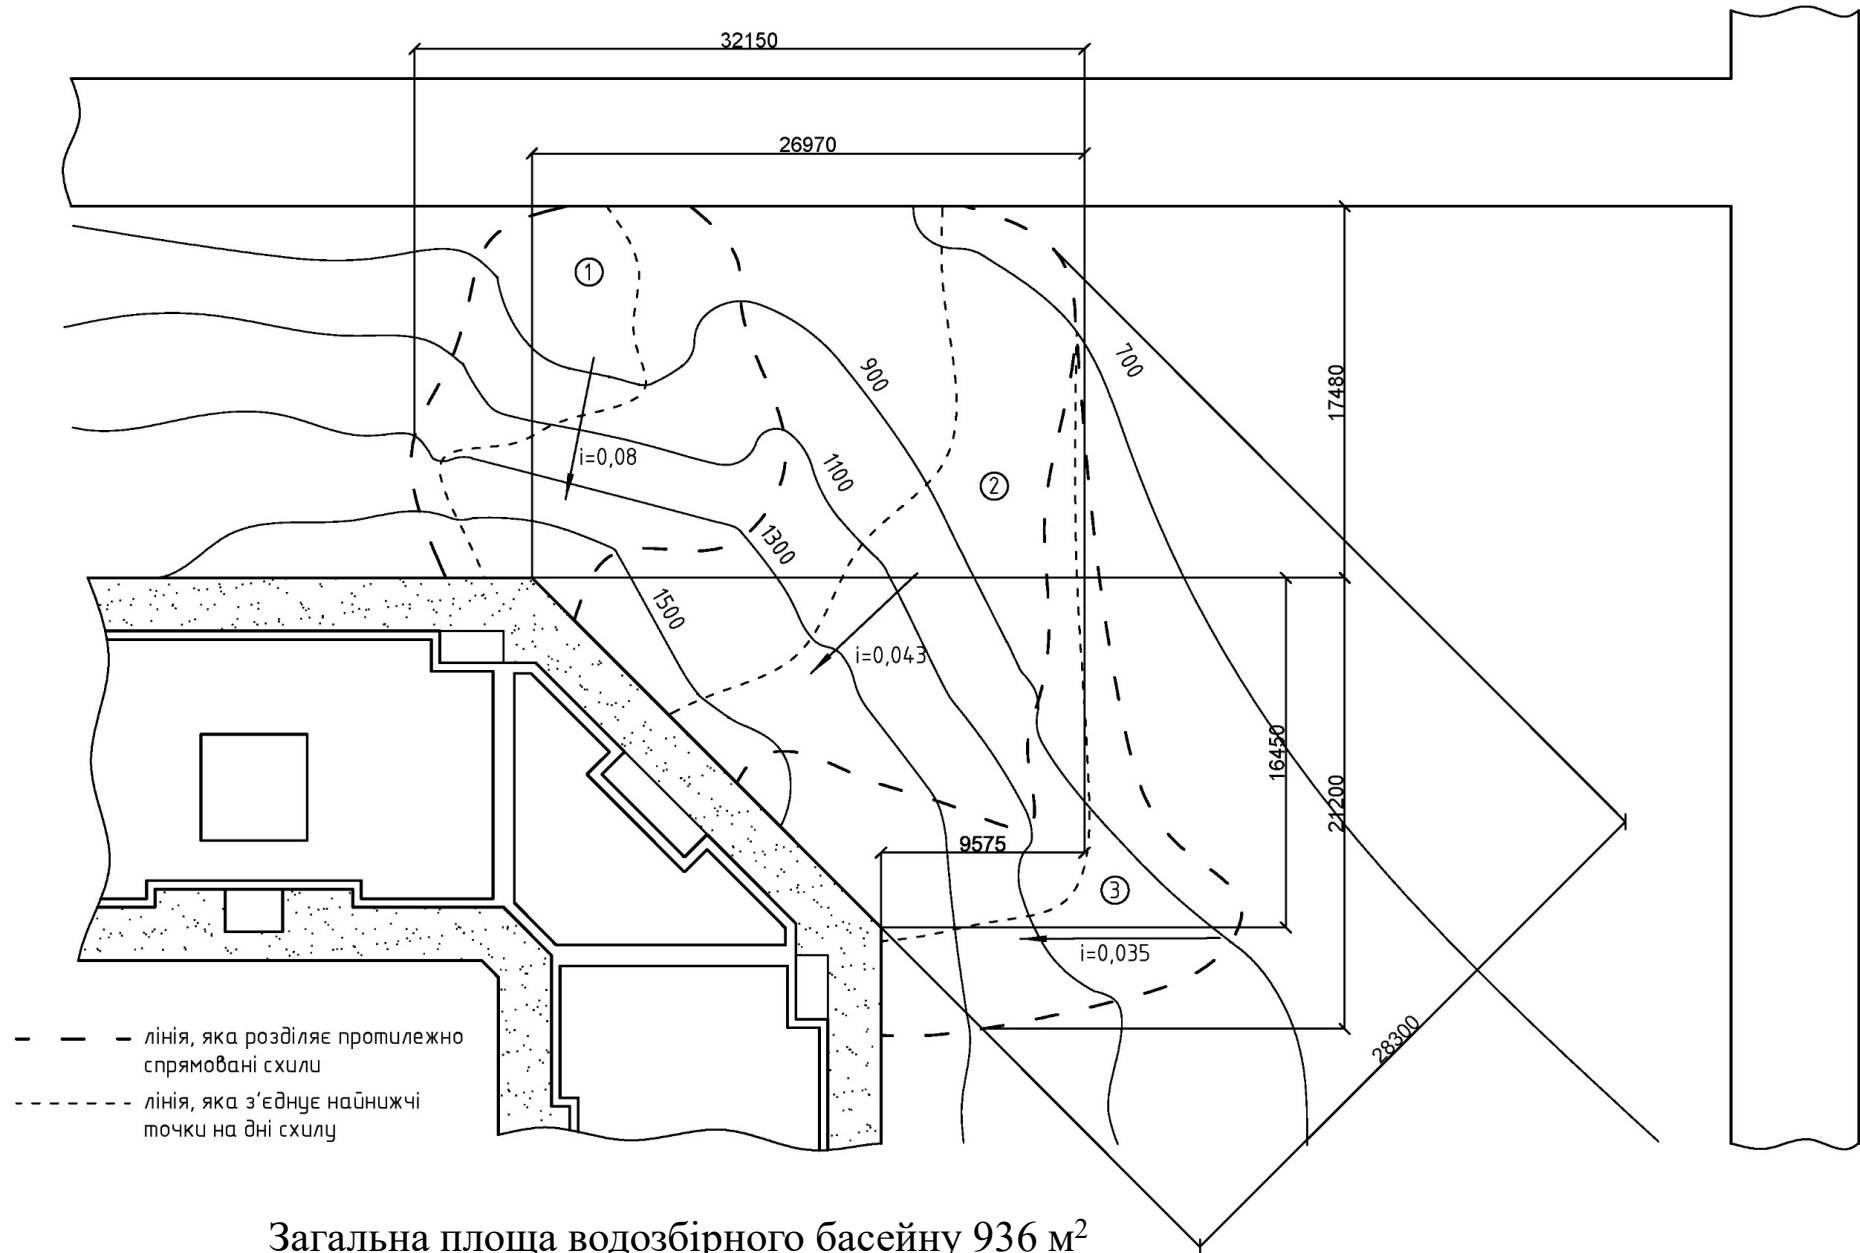 32150
26970
1
700
17480
900
i=0,08
1100
2
1300
1500
i=0,043
16450
21200
9575
3
i=0,035
28300
лінія, яка розділяє протилежно
спрямовані схили
лінія, яка з'єднує найнижчі
точки на дні схилу
Загальна площа водозбірного басейну 936 м²